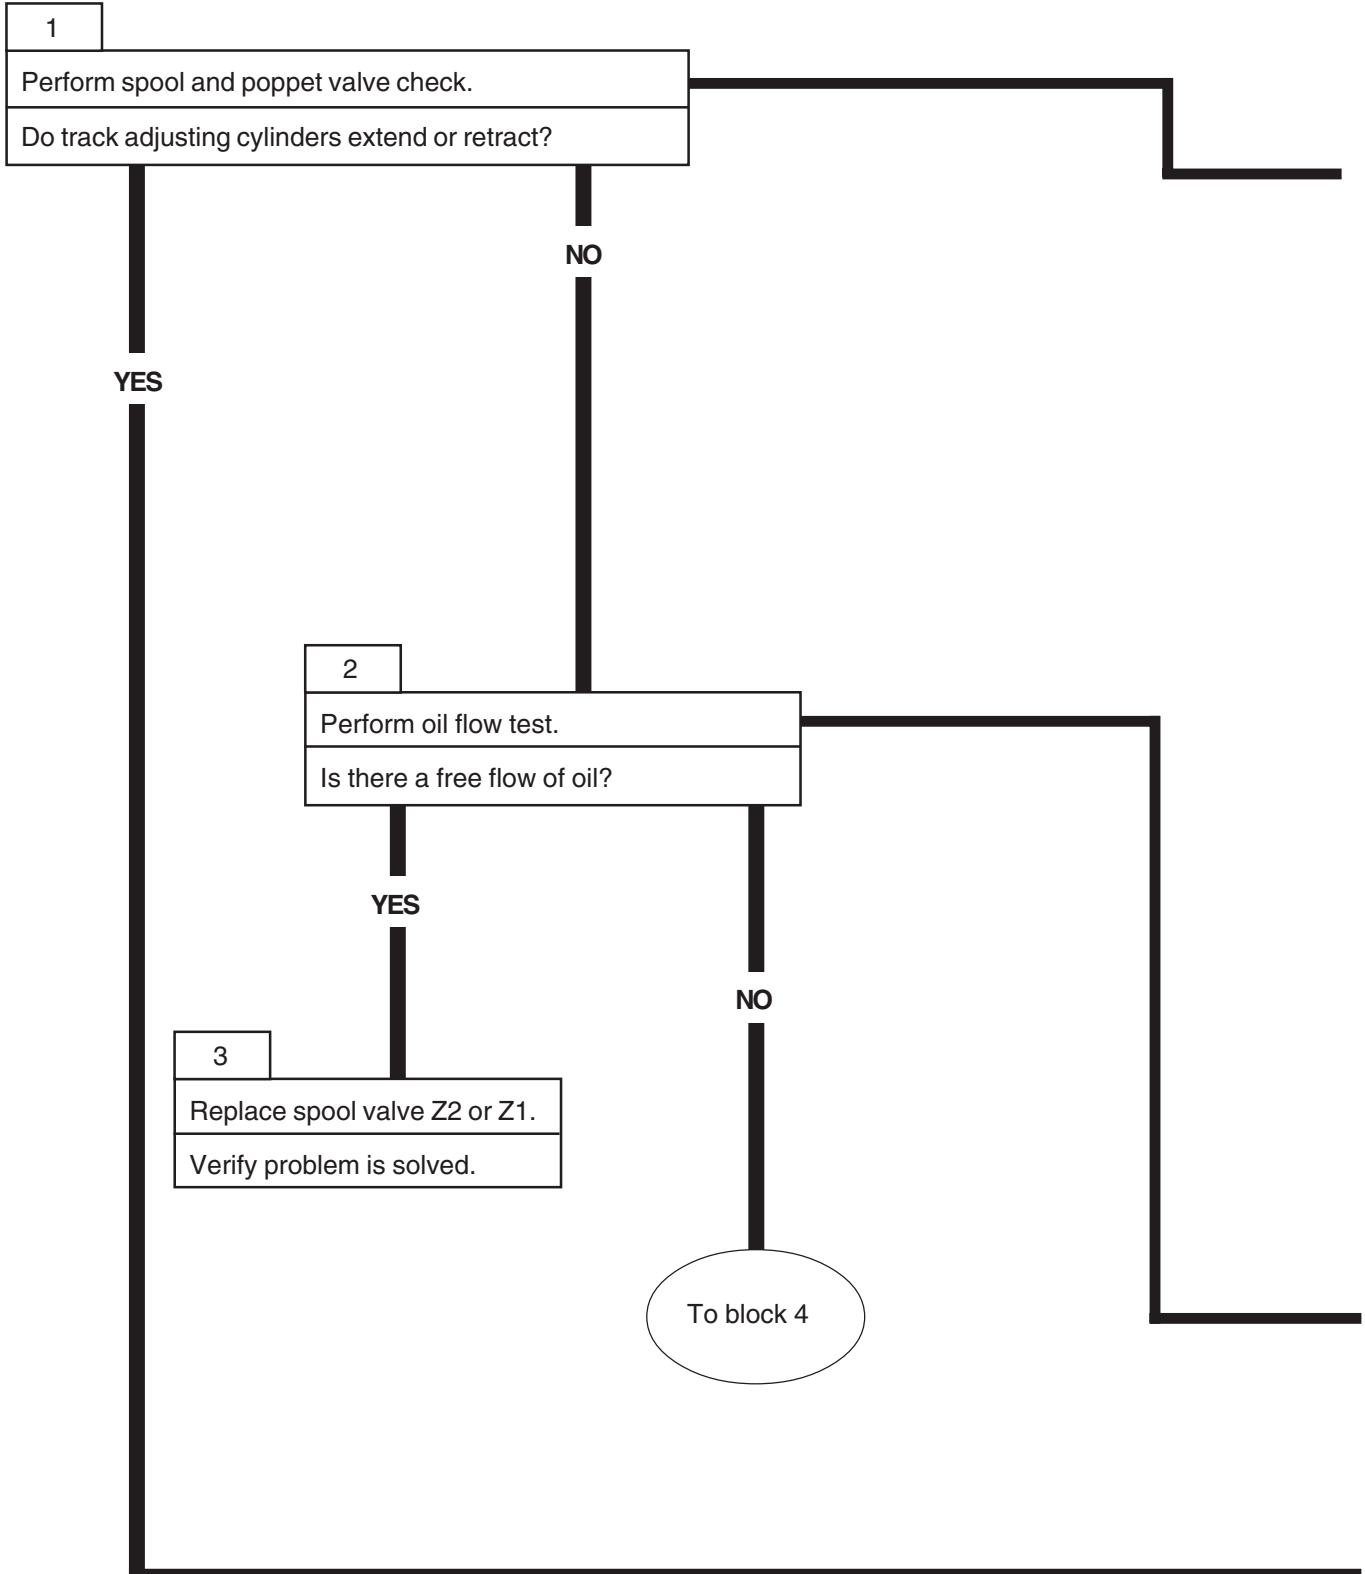 1
Perform spool and poppet valve check.
Do track adjusting cylinders extend or retract?
NO
YES
2
Perform oil flow test.
Is there a free flow of oil?
YES
NO
3
Replace spool valve Z2 or Z1.
Verify problem is solved.
To block 4